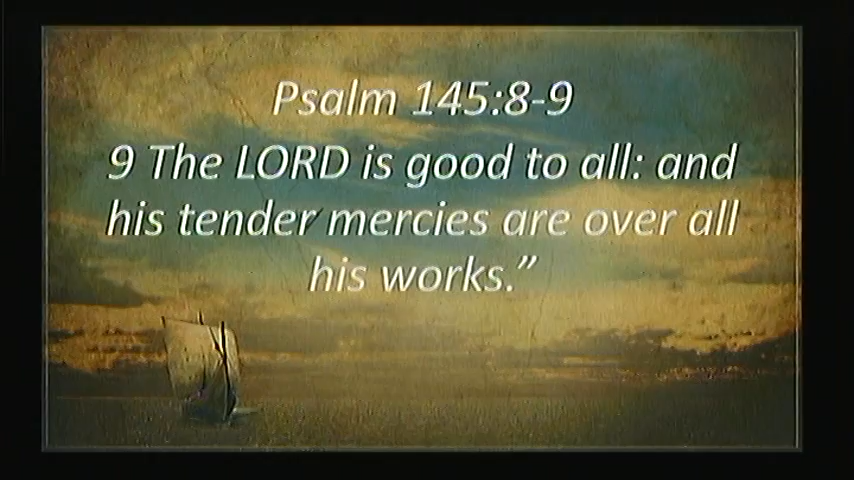 Psalm 145:8-9
9 The LORD is good to all: and
his tender mercies are over all
his works.”